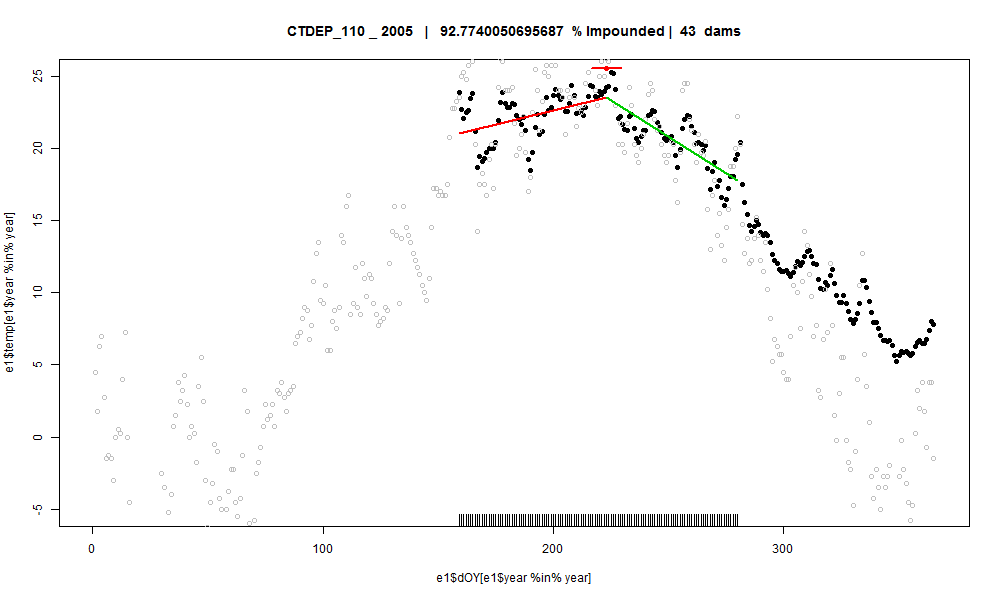 CTDEP_110 _ 2005 | 92.7740050695687 % Impounded | 43 dams
e1$temp[e1$year %in% year]
25
20
15
10
5
0
-5
0 100 200 300
e1$dOY[e1$year %in% year]